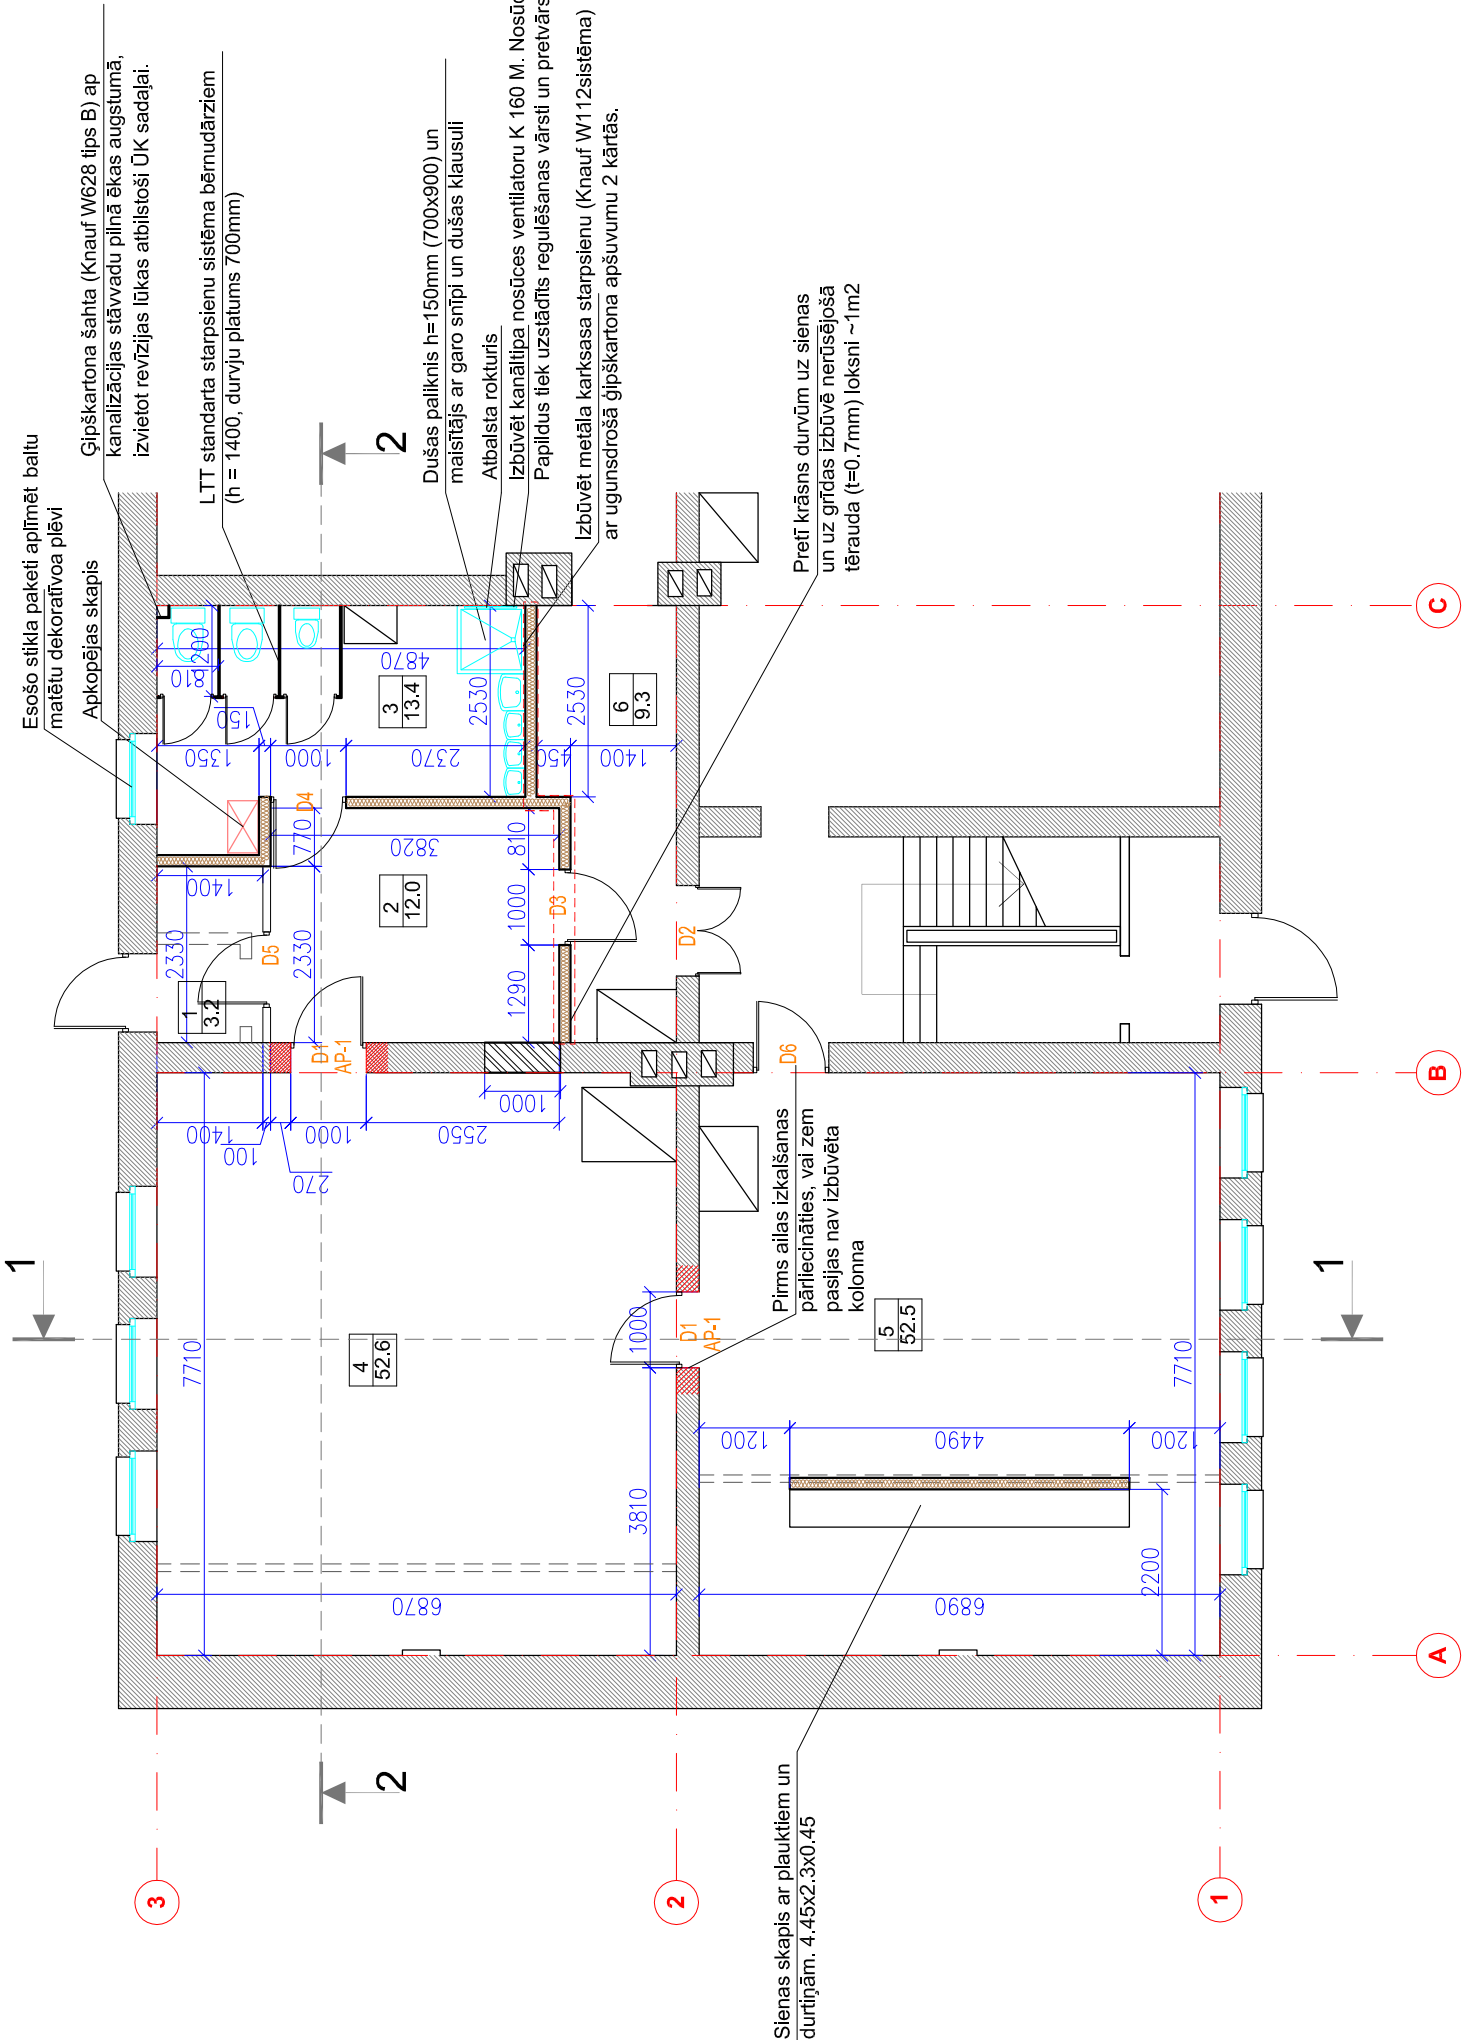 Esošo stikla paketi aplīmēt baltu
matētu dekoratīvoa plēvi
Apkopējas skapis
Ģipškartona šahta (Knauf W628 tips B) ap
kanalizācijas stāvvadu pilnā ēkas augstumā,
izvietot revīzijas lūkas atbilstoši ŪK sadaļai.
LTT standarta starpsienu sistēma bērnudārziem
(h = 1400, durvju platums 700mm)
Dušas paliknis h=150mm (700x900) un
maisītājs ar garo snīpi un dušas klausuli
Atbalsta rokturis
Izbūvēt kanāltipa nosūces ventilatoru K 160 M.
Papildus tiek uzstādīts regulēšanas vārsti un
Izbūvēt metāla karksasa starpsienu (Knauf W112sistēma)
ar ugunsdrošā ģipškartona apšuvumu 2 kārtās.
Pretī krāsns durvūm uz sienas
un uz grīdas izbūvē nerūsējošā
tērauda (t=0.7mm) loksni ~1m2
Pirms ailas izkalšanas
pārliecināties, vai zem
pasijas nav izbūvēta
kolonna
Sienas skapis ar plauktiem un
durtiņām. 4.45x2.3x0.45
1
3.2
2
12.0
3
13.4
4
52.6
5
52.5
6
9.3
D1
AP-1
D1
AP-1
D2
D3
D4
D5
D6
7710
6870
3810
1000
1400
100
270
1000
2550
1000
2330
1400
2330
770
3820
1290
1000
810
1350
150
1000
2370
450
1400
810
1200
4870
2530
2530
1200
4490
1200
7710
6890
2200
1
1
2
2
3
2
1
A
B
C